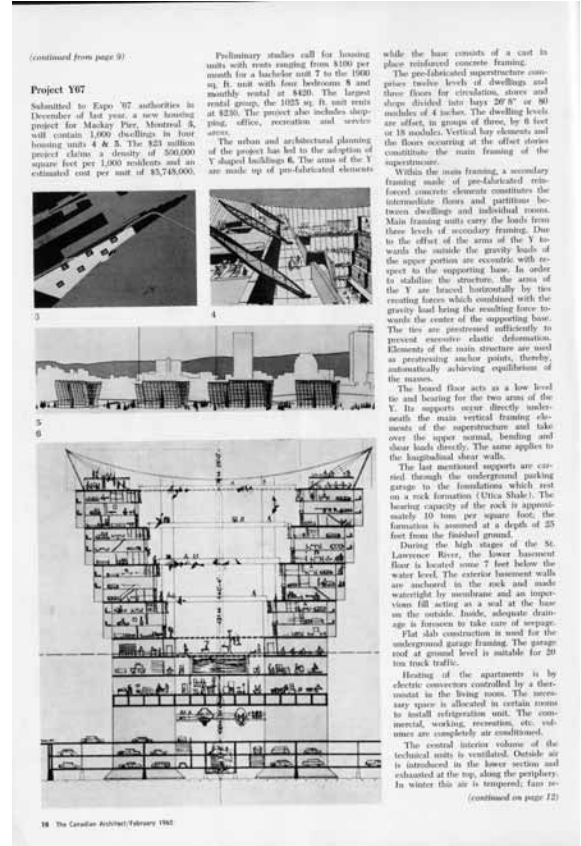 (continued from page 9)
Project Y67
Submitted to Expo '67 authorities in
December of last year, a new housing
project for Mackay Pier, Montreal 3,
will contain 1,600 dwellings in four
housing units 4 & 5. The $23 million
project claims a density of 500,000
square feet per 1,000 residents and an
estimated cost per unit of $5,748,000.
Preliminary studies call for housing
units with rents ranging from $100 per
month for a bachelor unit 7 to the 1900
sq. ft. unit with four bedrooms 8 and
monthly rental at $420. The largest
rental group, the 1025 sq. ft. unit rents
at $230. The project also includes shop-
ping, office, recreation and service
areas.
The urban and architectural planning
of the project has led to the adoption of
Y shaped buildings 6. The arms of the Y
are made up of pre-fabricated elements
3
4
5
6
while the base consists of a cast in
place reinforced concrete framing.
The pre-fabricated superstructure com-
prises twelve levels of dwellings and
three floors for circulation, stores and
shops divided into bays 26'8" or 80
modules of 4 inches. The dwelling levels
are offset, in groups of three, by 6 feet
or 18 modules. Vertical bay elements and
the floors occurring at the offset stories
constitute the main framing of the
superstructure.
Within the main framing, a secondary
framing made of pre-fabricated rein-
forced concrete elements constitutes the
intermediate floors and partitions be-
tween dwellings and individual rooms.
Main framing units carry the loads from
three levels of secondary framing. Due
to the offset of the arms of the Y to-
wards the outside the gravity loads of
the upper portion are eccentric with re-
spect to the supporting base. In order
to stabilize the structure, the arms of
the Y are braced horizontally by ties
creating forces which combined with the
gravity load bring the resulting force to-
wards the center of the supporting base.
The ties are prestressed sufficiently to
prevent excessive elastic deformation.
Elements of the main structure are used
as prestressing anchor points, thereby,
automatically achieving equilibrium of
the masses.
The boxed floor acts as a low level
tie and bearing for the two arms of the
Y. Its supports occur directly under-
neath the main vertical framing ele-
ments of the superstructure and take
over the upper normal, bending and
shear loads directly. The same applies to
the longitudinal shear walls.
The last mentioned supports are car-
ried through the underground parking
garage to the foundations which rest
on a rock formation (Utica Shale). The
bearing capacity of the rock is approxi-
mately 10 tons per square foot; the
formation is assumed at a depth of 25
feet from the finished ground.
During the high stages of the St.
Lawrence River, the lower basement
floor is located some 7 feet below the
water level. The exterior basement walls
are anchored in the rock and made
watertight by membrane and an imper-
vious fill acting as a seal at the base
on the outside. Inside, adequate drain-
age is foreseen to take care of seepage.
Flat slab construction is used for the
underground garage framing. The garage
roof at ground level is suitable for 20
ton truck traffic.
Heating of the apartments is by
electric convectors controlled by a ther-
mostat in the living room. The neces-
sary space is allocated in certain rooms
to install refrigeration unit. The com-
mercial, working, recreation, etc. vol-
umes are completely air conditioned.
The central interior volume of the
technical units is ventilated. Outside air
is introduced in the lower section and
exhausted at the top, along the periphery.
In winter this air is tempered; fans re-
(continued on page 12)
10 The Canadian Architect/February 1965